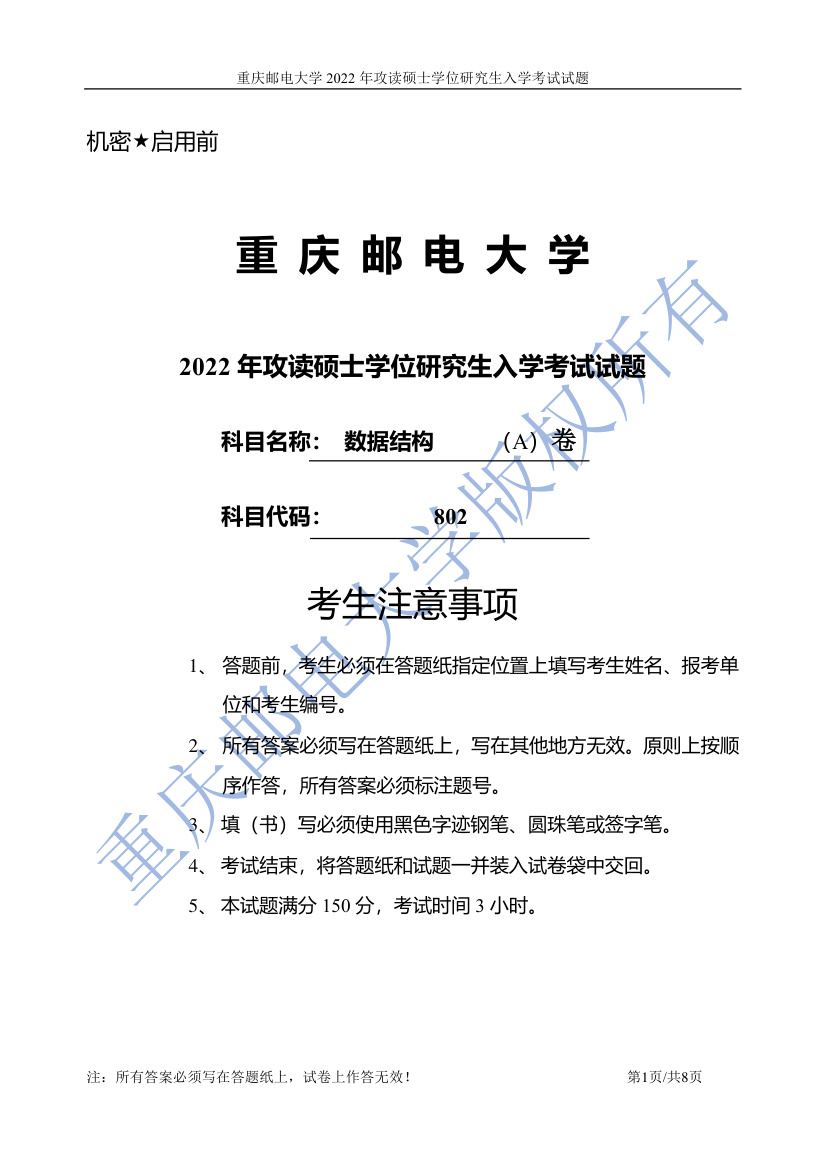 重庆邮电大学 2022 年攻读硕士学位研究生入学考试试题
机密★启用前
重 庆 邮 电 大 学
2022 年攻读硕士学位研究生入学考试试题
科目名称： 数据结构 （A）卷
科目代码： 802
考生注意事项
1、 答题前，考生必须在答题纸指定位置上填写考生姓名、报考单
位和考生编号。
2、 所有答案必须写在答题纸上，写在其他地方无效。原则上按顺
序作答，所有答案必须标注题号。
3、 填（书）写必须使用黑色字迹钢笔、圆珠笔或签字笔。
4、 考试结束，将答题纸和试题一并装入试卷袋中交回。
5、 本试题满分 150 分，考试时间 3 小时。
重庆邮电大学版权所有
注：所有答案必须写在答题纸上，试卷上作答无效！ 第1页/共8页